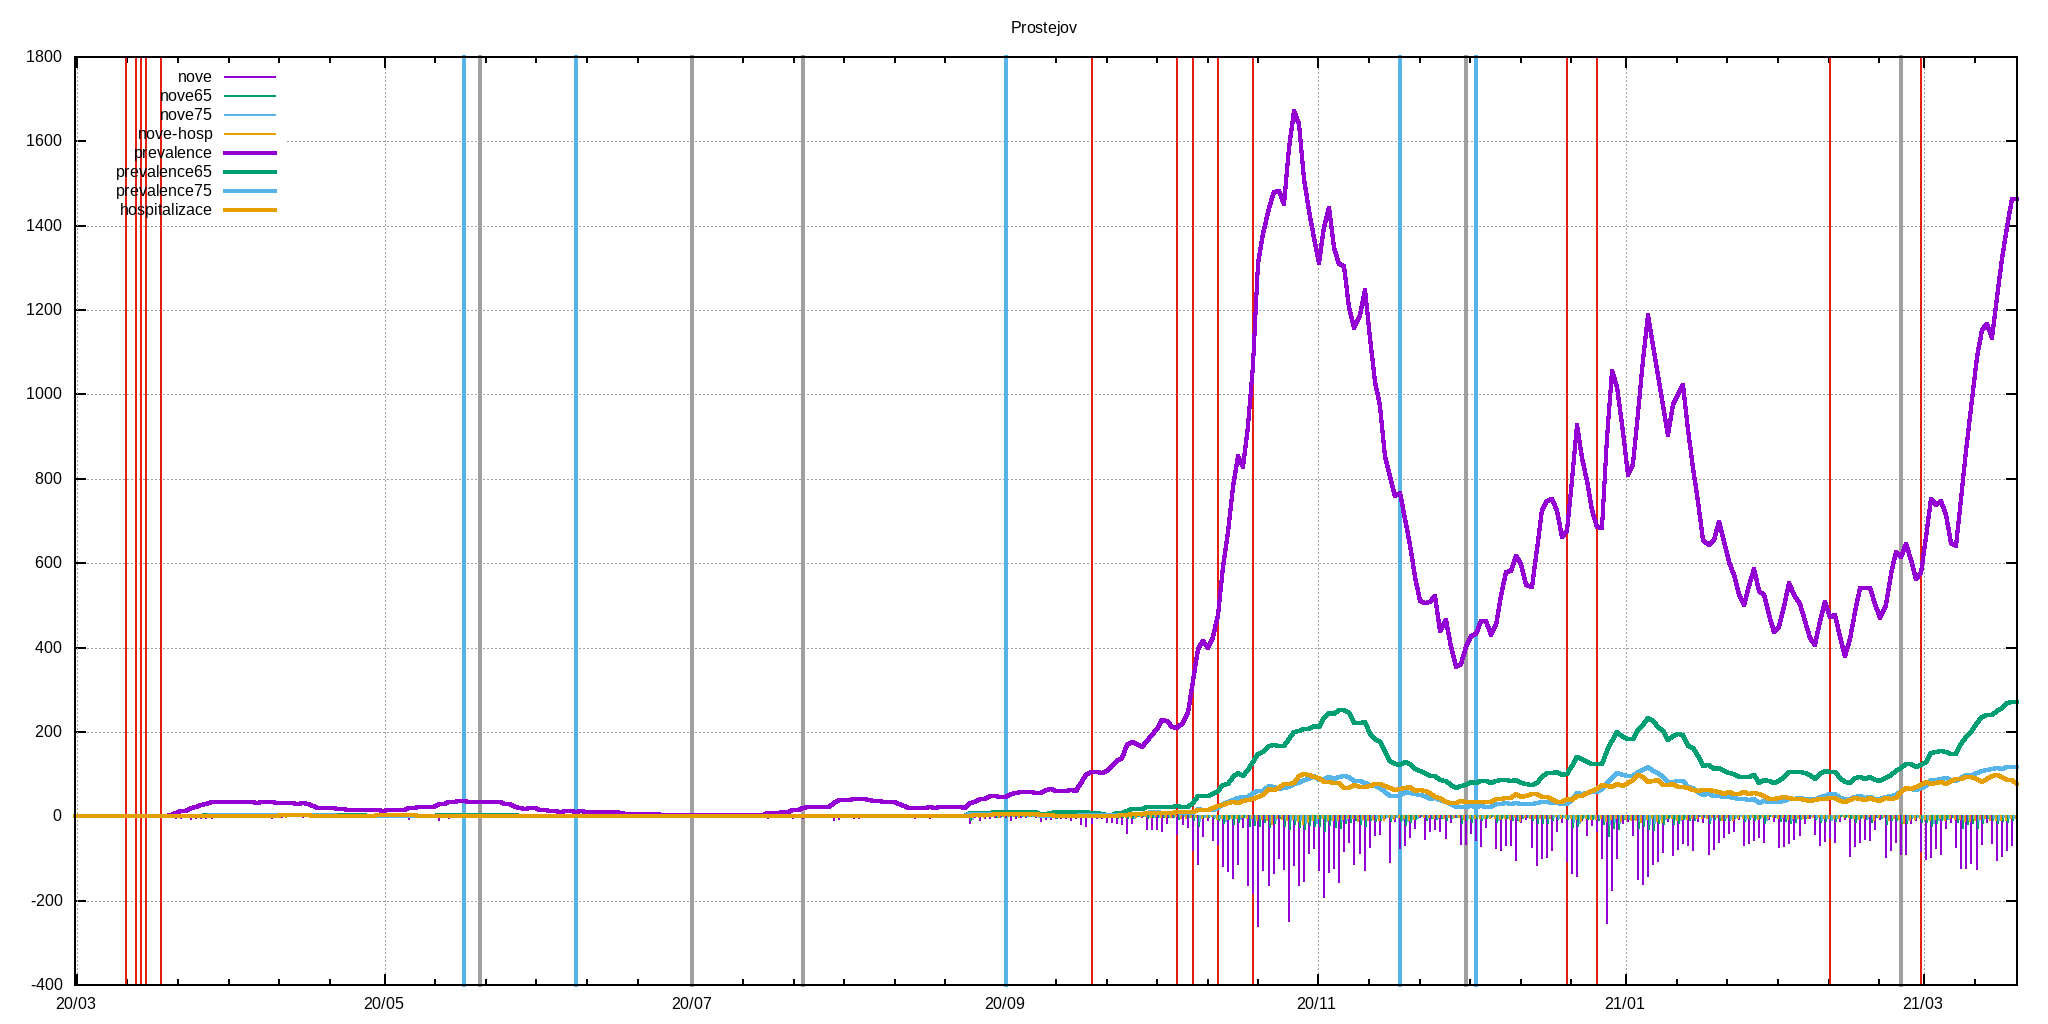 Prostejov
1800
1600
1400
1200
1000
800
600
400
200
0
-200
-400
nove
nove65
nove75
nove-hosp
prevalence
prevalence65
prevalence75
hospitalizace
20/03 20/05 20/07 20/09 20/11 21/01 21/03